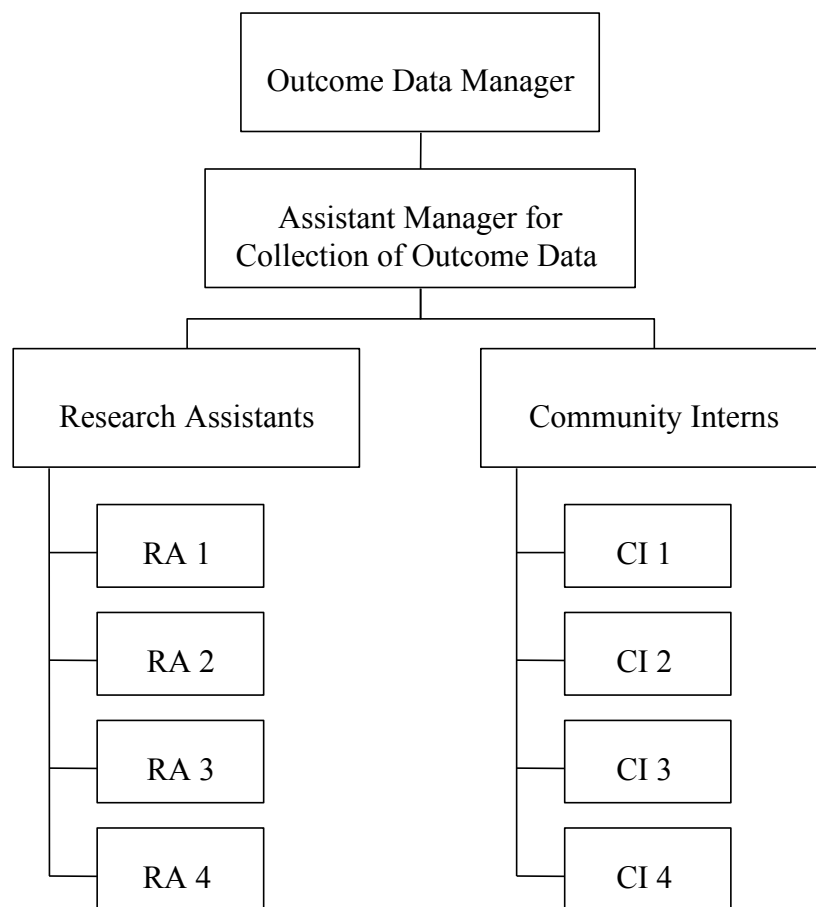 Outcome Data Manager
Assistant Manager for
Collection of Outcome Data
Research Assistants
Community Interns
RA 1
CI 1
RA 2
CI 2
RA 3
CI 3
RA 4
CI 4